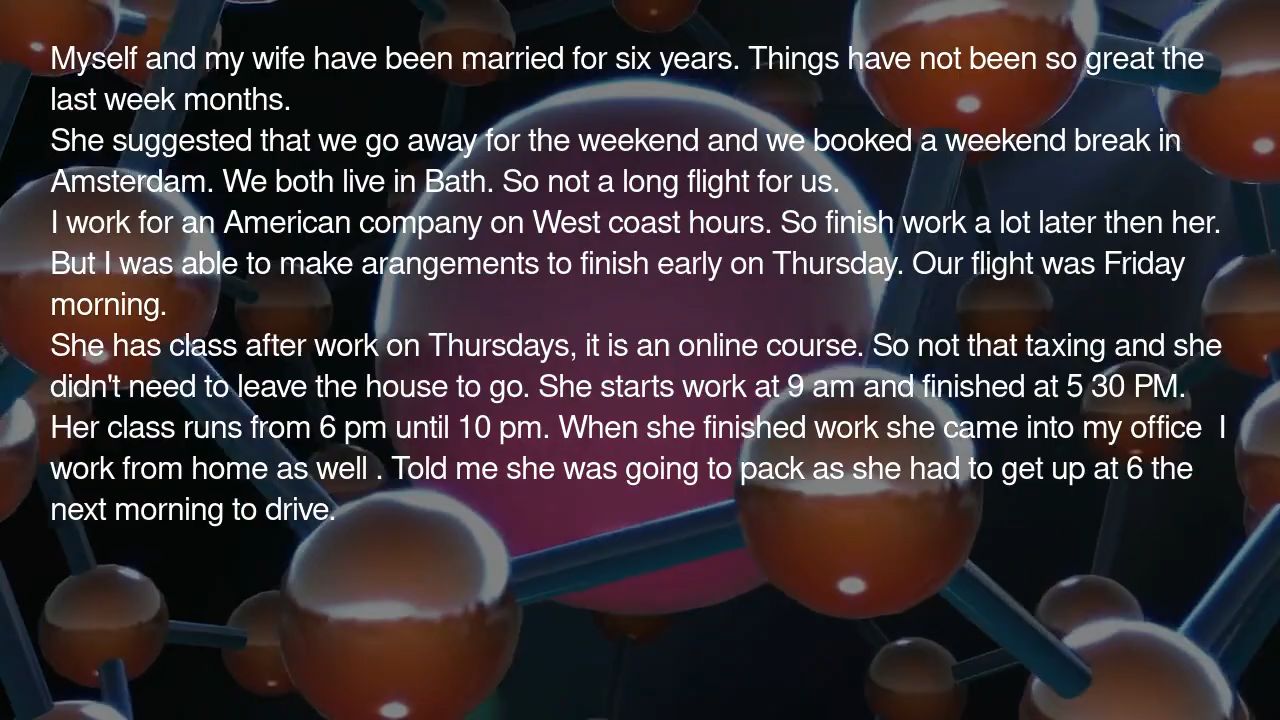 Myself and my wife have been married for six years. Things have not been so great the
last week months.
She suggested that we go away for the weekend and we booked a weekend break in
Amsterdam. We both live in Bath. So not a long flight for us.
I work for an American company on West coast hours. So finish work a lot later then her.
But I was able to make arangements to finish early on Thursday. Our flight was Friday
morning.
She has class after work on Thursdays, it is an online course. So not that taxing and she
didn't need to leave the house to go. She starts work at 9 am and finished at 5 30 PM.
Her class runs from 6 pm until 10 pm. When she finished work she came into my office  I
work from home as well . Told me she was going to pack as she had to get up at 6 the
next morning to drive.